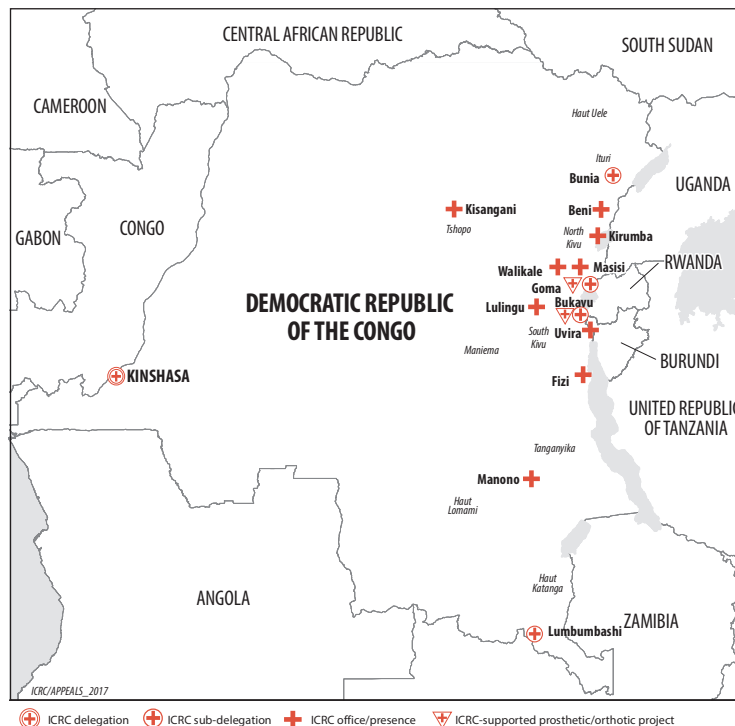 CENTRAL AFRICAN REPUBLIC
SOUTH SUDAN
CAMEROON
Haut Uele
Ituri
Bunia
UGANDA
Kisangani
Beni
GABON
CONGO
Tshopo
North
Kivu
Kirumba
Walikale
Masisi
RWANDA
Goma
DEMOCRATIC REPUBLIC
OF THE CONGO
Bukavu
Lulingu
South
Kivu
Uvira
Maniema
BURUNDI
KINSHASA
Fizi
UNITED REPUBLIC
OF TANZANIA
Tanganyika
Manono
Haut
Lomami
Haut
Katanga
ANGOLA
ZAMBIA
Lumbumbashi
ICRC/APPEALS_2017
ICRC delegation
ICRC sub-delegation
ICRC office/presence
ICRC-supported prosthetic/orthotic project